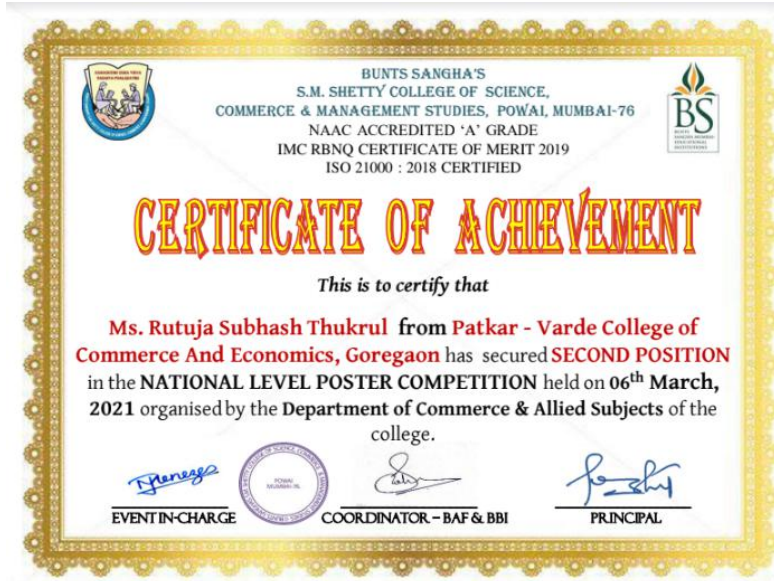 BUNTS SANGHA'S
S.M. SHETTY COLLEGE OF SCIENCE,
COMMERCE & MANAGEMENT STUDIES, POWAI, MUMBAI-76
NAAC ACCREDITED ‘A’ GRADE
IMC RBNQ CERTIFICATE OF MERIT 2019
ISO 21000 : 2018 CERTIFIED
BS
BUNTS
SANGHA MUMBAI
EDUCATIONAL
INSTITUTIONS
CERTIFICATE OF ACHIEVEMENT
This is to certify that
Ms. Rutuja Subhash Thukrul from Patkar - Varde College of
Commerce And Economics, Goregaon has secured SECOND POSITION
in the NATIONAL LEVEL POSTER COMPETITION held on 06th March,
2021 organised by the Department of Commerce & Allied Subjects of the
college.
POWAI
EVENT IN-CHARGE
COORDINATOR – BAF & BBI
PRINCIPAL